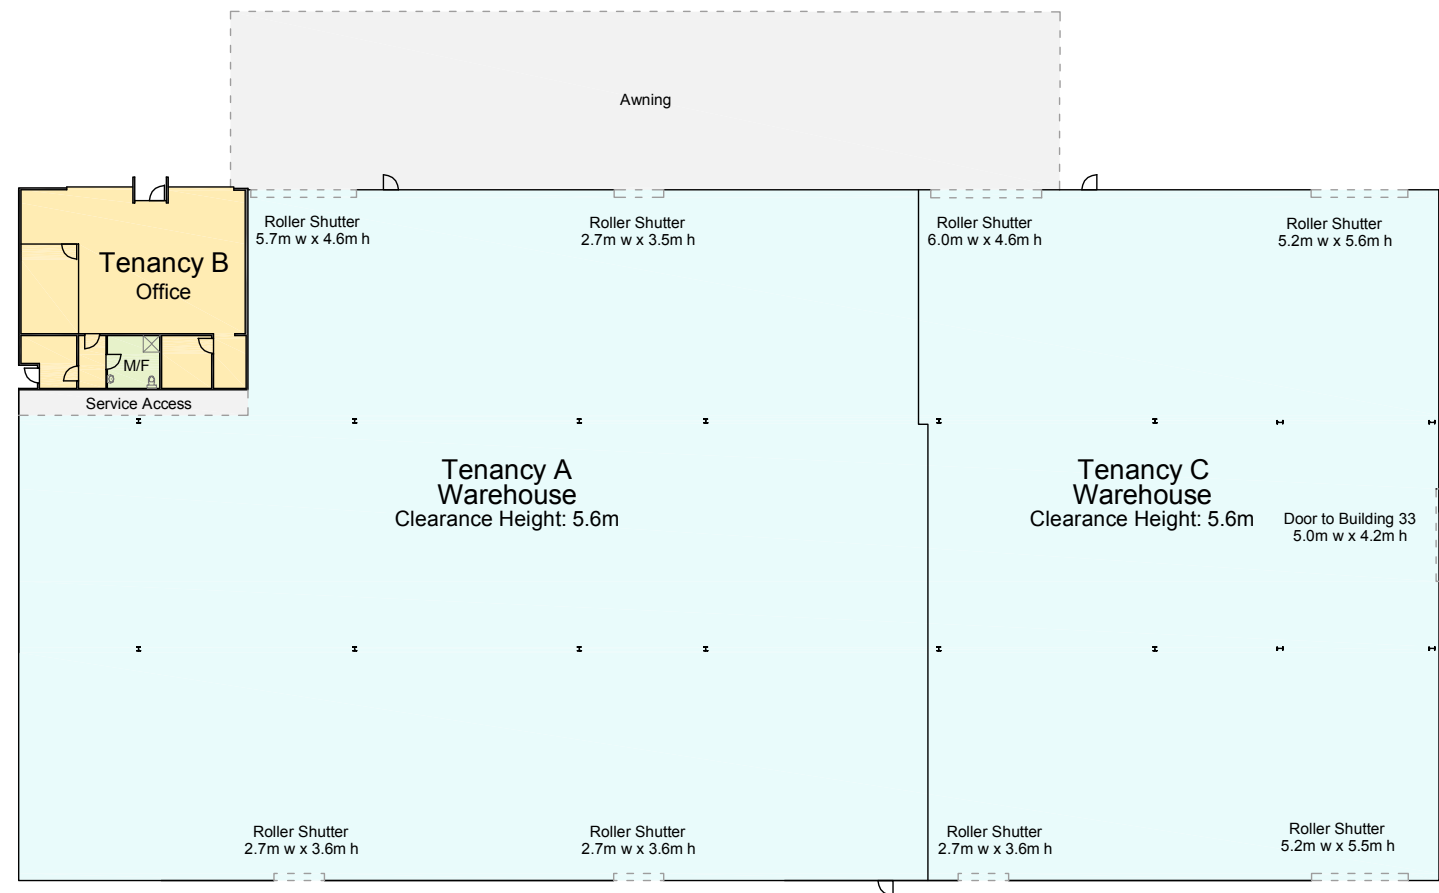 Awning
Roller Shutter
5.7m w x 4.6m h
Roller Shutter
2.7m w x 3.5m h
Roller Shutter
6.0m w x 4.6m h
Roller Shutter
5.2m w x 5.6m h
Tenancy B
Office
M/F
Service Access
Tenancy A
Warehouse
Clearance Height: 5.6m
Tenancy C
Warehouse
Clearance Height: 5.6m
Door to Building 33
5.0m w x 4.2m h
Roller Shutter
2.7m w x 3.6m h
Roller Shutter
2.7m w x 3.6m h
Roller Shutter
2.7m w x 3.6m h
Roller Shutter
5.2m w x 5.5m h